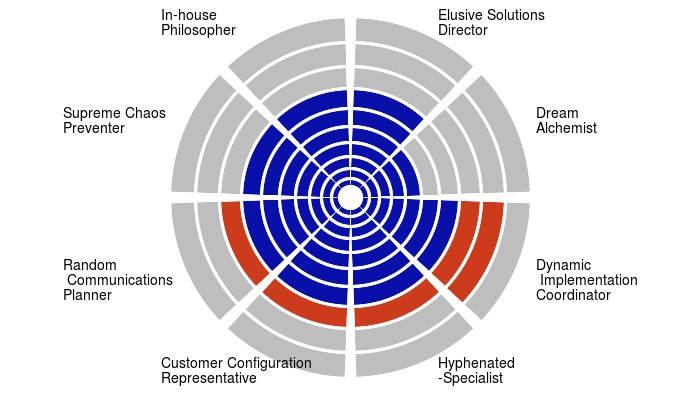 In-house
Philosopher
Elusive Solutions
Director
Supreme Chaos
Preventer
Dream
Alchemist
Random
Communications
Planner
Dynamic
Implementation
Coordinator
Customer Configuration
Representative
Hyphenated
-Specialist